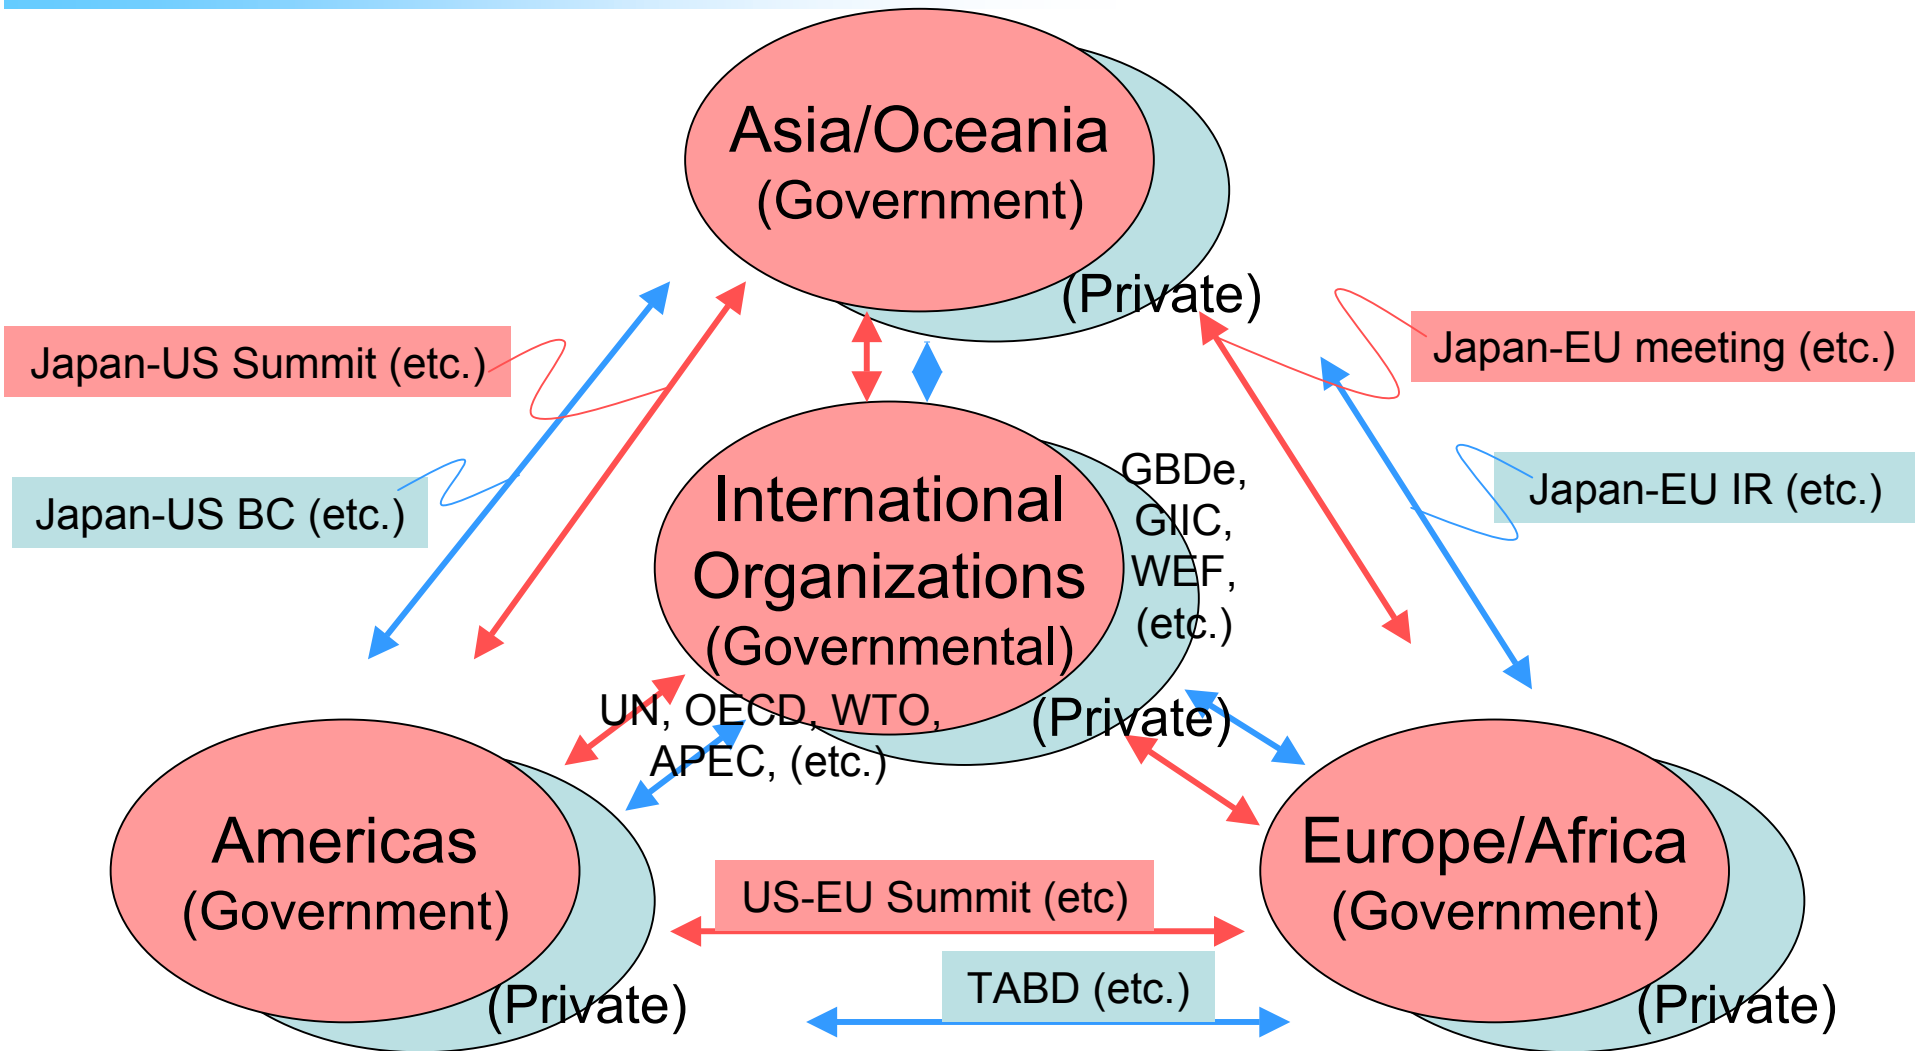 Asia/Oceania
(Government)
(Private)
Japan-US Summit (etc.)
Japan-EU meeting (etc.)
Japan-US BC (etc.)
Japan-EU IR (etc.)
International
Organizations
(Governmental)
GBDe,
GIIC,
WEF,
(etc.)
UN, OECD, WTO,
APEC, (etc.)
(Private)
Americas
(Government)
(Private)
Europe/Africa
(Government)
(Private)
US-EU Summit (etc)
TABD (etc.)